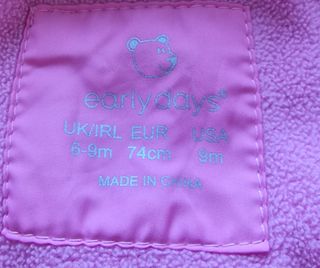 earlydays®
UK/IRL EUR USA
6-9m 74cm 9m
MADE IN CHINA